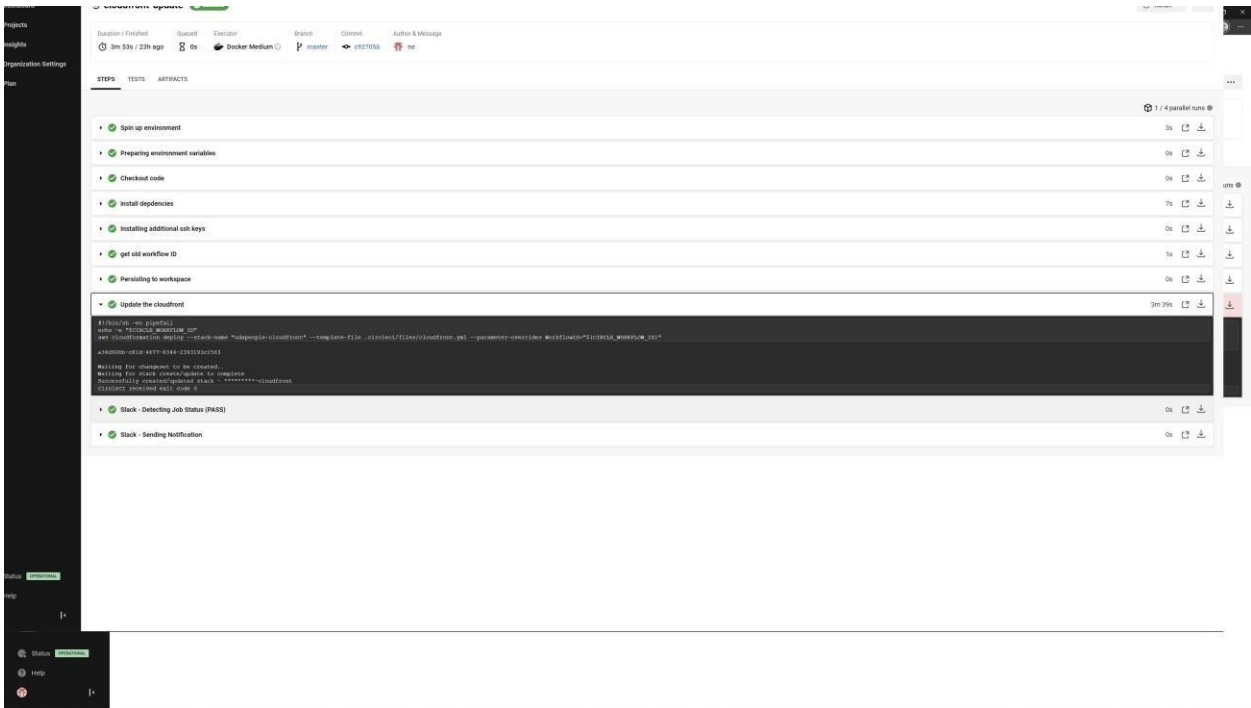 Projects
Insights
Organization Settings
Plan
cloudfront-update
Duration / Finished Queued Executor Branch Commit Author & Message
3m 53s / 23h ago 0s Docker Medium master c927056 ne
STEPS TESTS ARTIFACTS
1 / 4 parallel runs
Spin up environment 3s
Preparing environment variables 0s
Checkout code 0s
install depdencies 7s
Installing additional ssh keys 0s
get old workflow ID 1s
Persisting to workspace 0s
Update the cloudfront 3m 39s
#!/bin/sh -eo pipefail
echo -e "$CIRCLE_WORKFLOW_ID"
aws cloudformation deploy --stack-name "udapeople-cloudfront" --template-file .circleci/files/cloudfront.yml --parameter-overrides WorkflowID="${CIRCLE_WORKFLOW_ID}"
Waiting for changeset to be created..
Waiting for stack create/update to complete
Successfully created/updated stack - *********-cloudfront
CircleCI received exit code 0
Slack - Detecting Job Status (PASS) 0s
Slack - Sending Notification 0s
uns
Status OPERATIONAL
Help
Status OPERATIONAL
Help